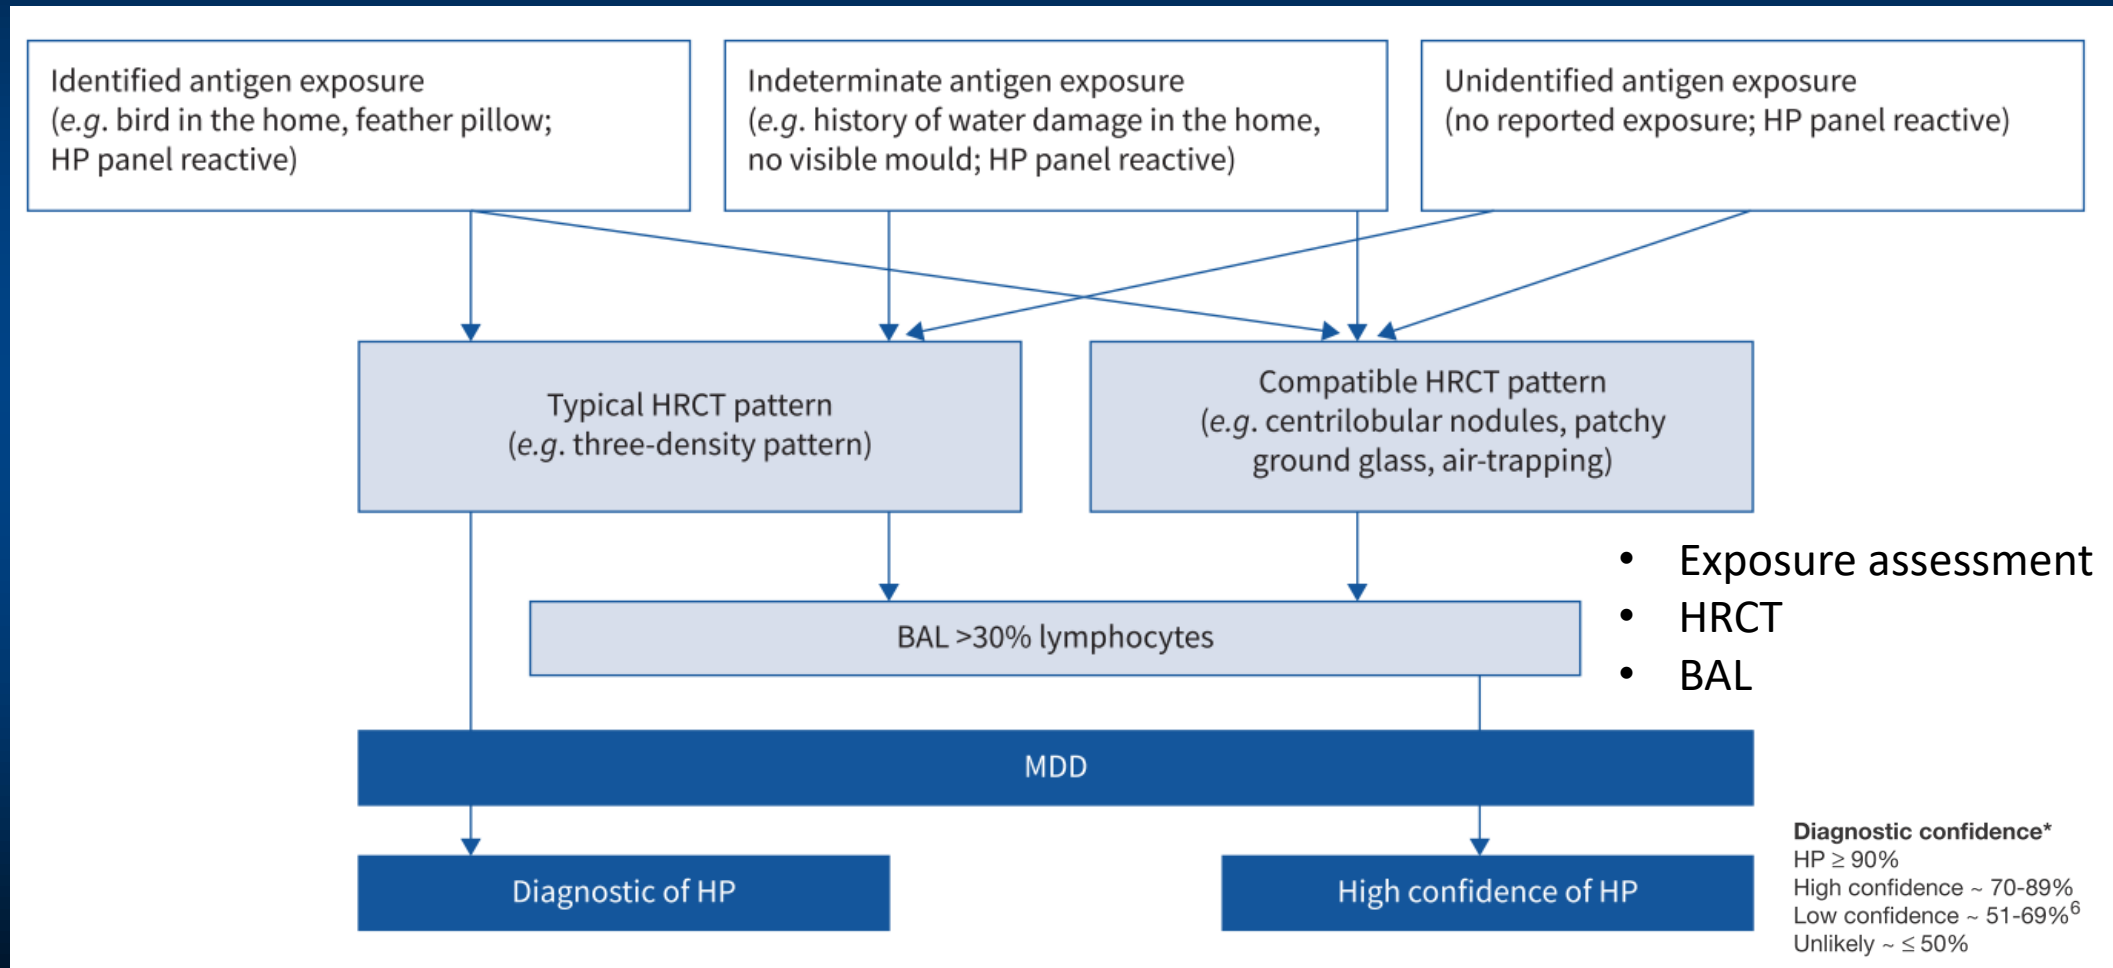 Identified antigen exposure
(e.g. bird in the home, feather pillow;
HP panel reactive)
Indeterminate antigen exposure
(e.g. history of water damage in the home,
no visible mould; HP panel reactive)
Unidentified antigen exposure
(no reported exposure; HP panel reactive)
Typical HRCT pattern
(e.g. three-density pattern)
Compatible HRCT pattern
(e.g. centrilobular nodules, patchy
ground glass, air-trapping)
• Exposure assessment
• HRCT
• BAL
BAL >30% lymphocytes
MDD
Diagnostic of HP
High confidence of HP
Diagnostic confidence*
HP ≥ 90%
High confidence ~ 70-89%
Low confidence ~ 51-69%⁶
Unlikely ~ ≤ 50%